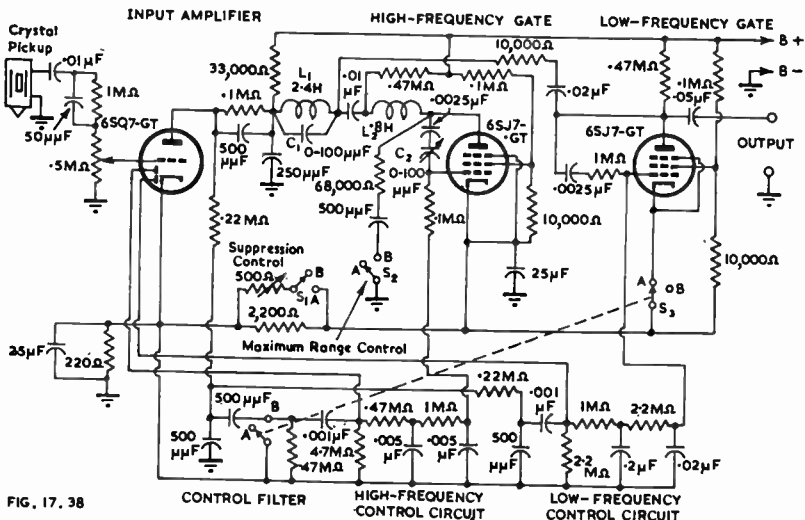 INPUT AMPLIFIER
HIGH-FREQUENCY GATE
LOW-FREQUENCY GATE
Crystal
Pickup
.01μF
1MΩ
50μμF
6SQ7-GT
.5MΩ
33,000Ω
.1MΩ
500
μμF
250μμF
L₁
2.4H
C₁
0-100μμF
.01
μF
.47MΩ
.1MΩ
.0025μF
.8H
C₂
0-100
μμF
68,000Ω
500μμF
6SJ7-
GT
.1MΩ
10,000Ω
25μF
10,000Ω
.02μF
.0025μF
1MΩ
.47MΩ
.1MΩ
.05μF
6SJ7-GT
B+
B-
OUTPUT
10,000Ω
.22MΩ
Suppression
Control
500Ω
B
S₁A
2,200Ω
B
A
S₂
Maximum Range Control
A
B
S₃
25μF
220Ω
500μμF
B
A
500
μμF
.001μF
4.7MΩ
.47MΩ
.47MΩ
1MΩ
.005
μF
.005
μF
.22MΩ
.001
μF
500
μμF
2.2
MΩ
1MΩ
2.2MΩ
.2μF
.02μF
FIG. 17.38
CONTROL FILTER
HIGH-FREQUENCY
CONTROL CIRCUIT
LOW-FREQUENCY
CONTROL CIRCUIT